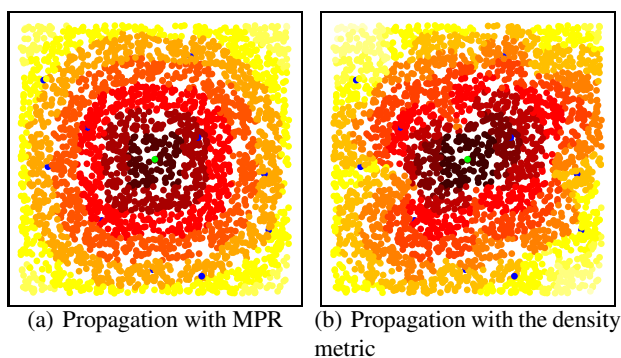 (a) Propagation with MPR
(b) Propagation with the density
metric